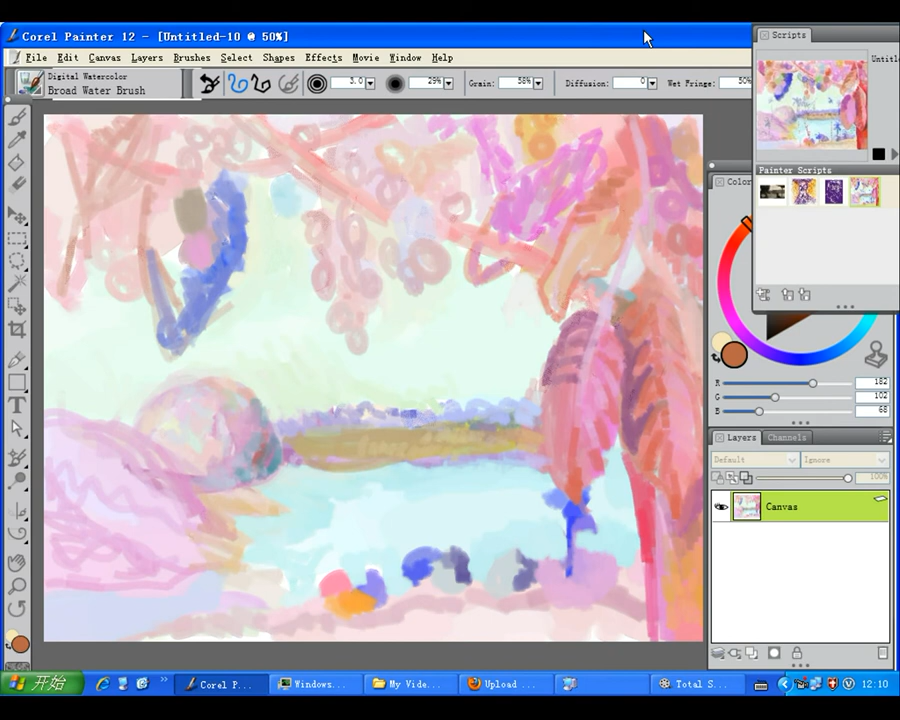 Corel Painter 12 - [Untitled-10 @ 50%]
File Edit Canvas Layers Brushes Select Shapes Effects Movie Window Help
Digital Watercolor
Broad Water Brush
3.0 29% Grain: 58% Diffusion: 0 Wet Fringe: 50%
Scripts
Painter Scripts
R 182
G 102
B 68
Layers Channels
Default Ignore
100%
Canvas
开始 Corel P... Windows... My Vide... Upload ... Total S... 12:10